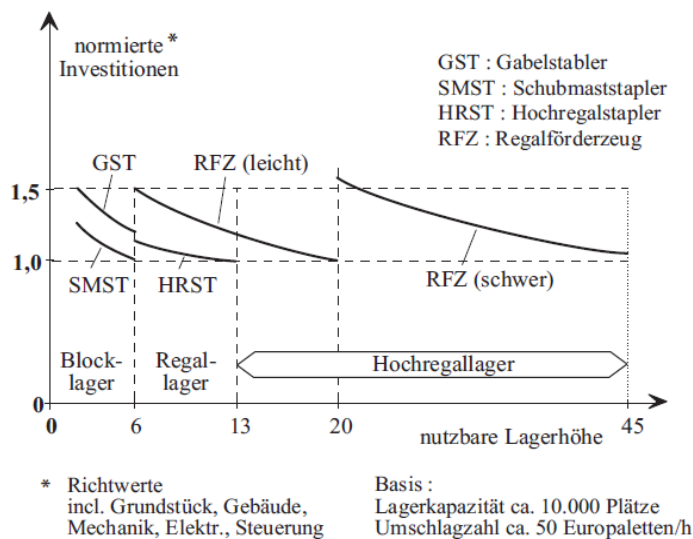 normierte *
Investitionen
GST : Gabelstabler
SMST : Schubmaststapler
HRST : Hochregalstapler
RFZ : Regalförderzeug
GST
RFZ (leicht)
1,5
1,0
SMST
HRST
RFZ (schwer)
Block-
lager
Regal-
lager
Hochregallager
0
0
6
13
20
nutzbare Lagerhöhe
45
* Richtwerte
incl. Grundstück, Gebäude,
Mechanik, Elektr., Steuerung
Basis :
Lagerkapazität ca. 10.000 Plätze
Umschlagzahl ca. 50 Europaletten/h